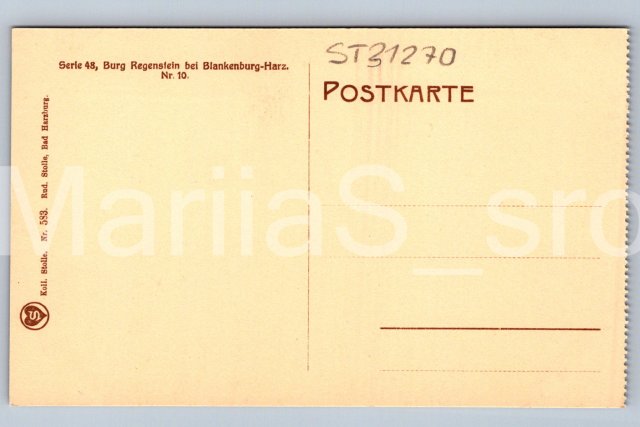 ST31270
Serie 48, Burg Regenstein bei Blankenburg-Harz.
Nr. 10.
POSTKARTE
Koll. Stolle. Nr. 583. Rud. Stolle, Bad Harzburg.
S
MariiaS_sro